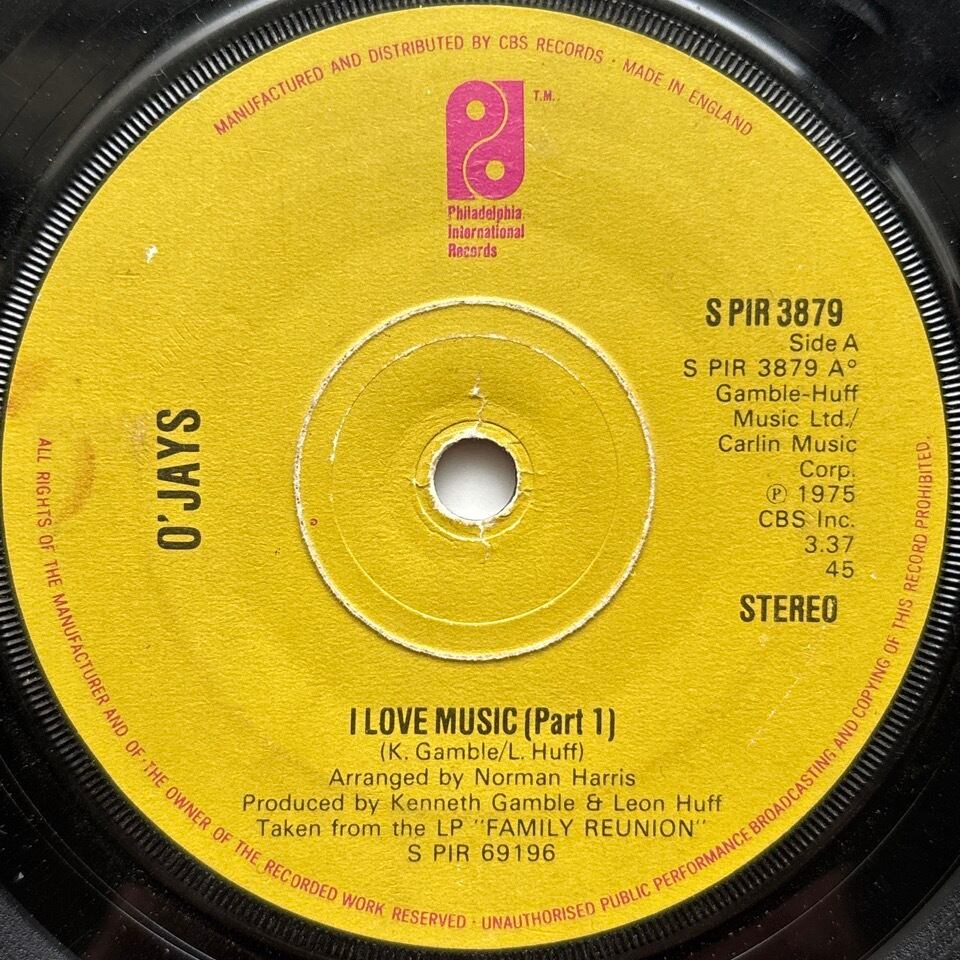 MANUFACTURED AND DISTRIBUTED BY CBS RECORDS · MADE IN ENGLAND
T.M.
Philadelphia
International
Records
S PIR 3879
Side A
S PIR 3879 A°
Gamble-Huff
Music Ltd./
Carlin Music
Corp.
℗ 1975
CBS Inc.
3.37
45
STEREO
O'JAYS
I LOVE MUSIC (Part 1)
(K. Gamble/L. Huff)
Arranged by Norman Harris
Produced by Kenneth Gamble & Leon Huff
Taken from the LP "FAMILY REUNION"
S PIR 69196
ALL RIGHTS OF THE MANUFACTURER AND OF THE OWNER OF THE RECORDED WORK RESERVED · UNAUTHORISED PUBLIC PERFORMANCE BROADCASTING AND COPYING OF THIS RECORD PROHIBITED.